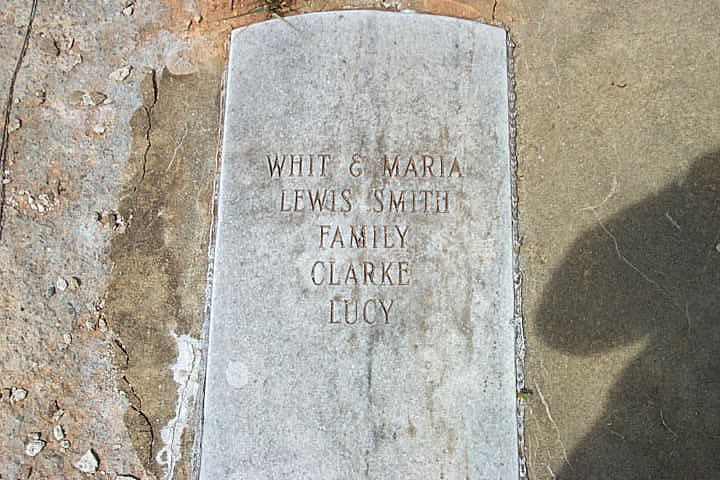 WHIT & MARIA
LEWIS SMITH
FAMILY
CLARKE
LUCY